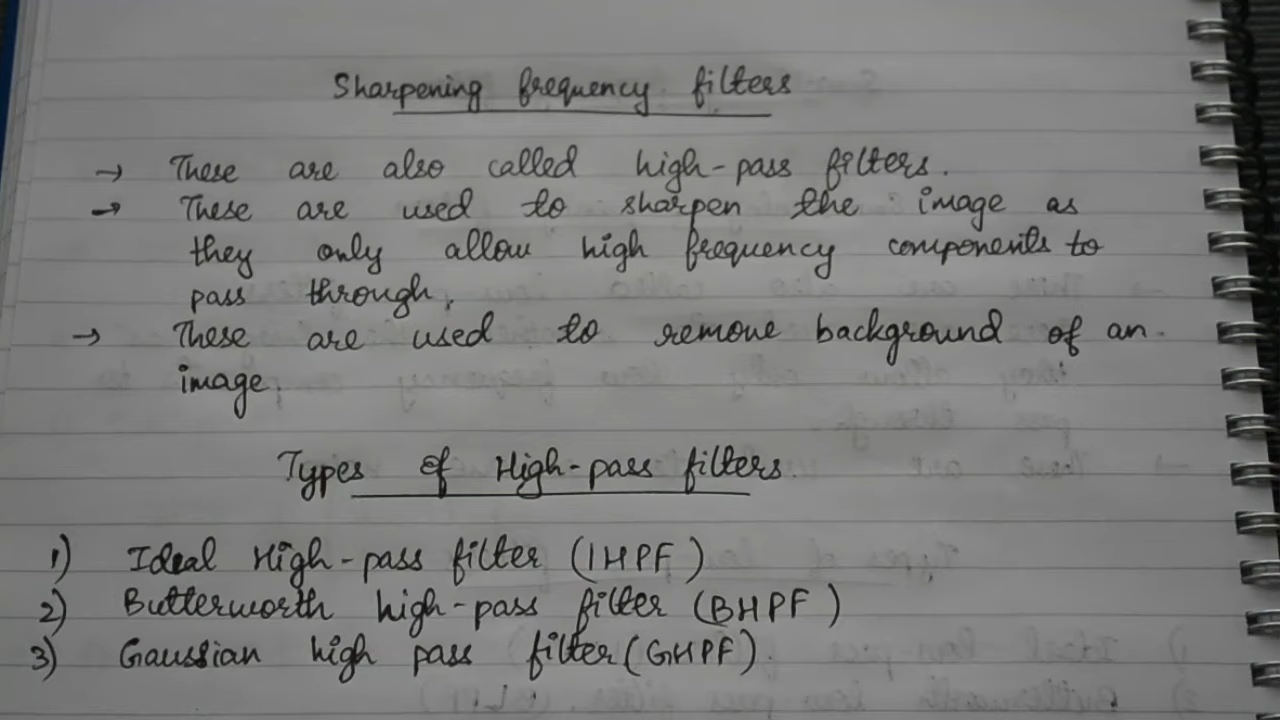 Sharpening frequency filters
→ These are also called high-pass filters.
→ These are used to sharpen the image as
they only allow high frequency components to
pass through.
→ These are used to remove background of an
image.
Types of High-pass filters.
1) Ideal High-pass filter (IHPF)
2) Butterworth high-pass filter (BHPF)
3) Gaussian high pass filter (GHPF).